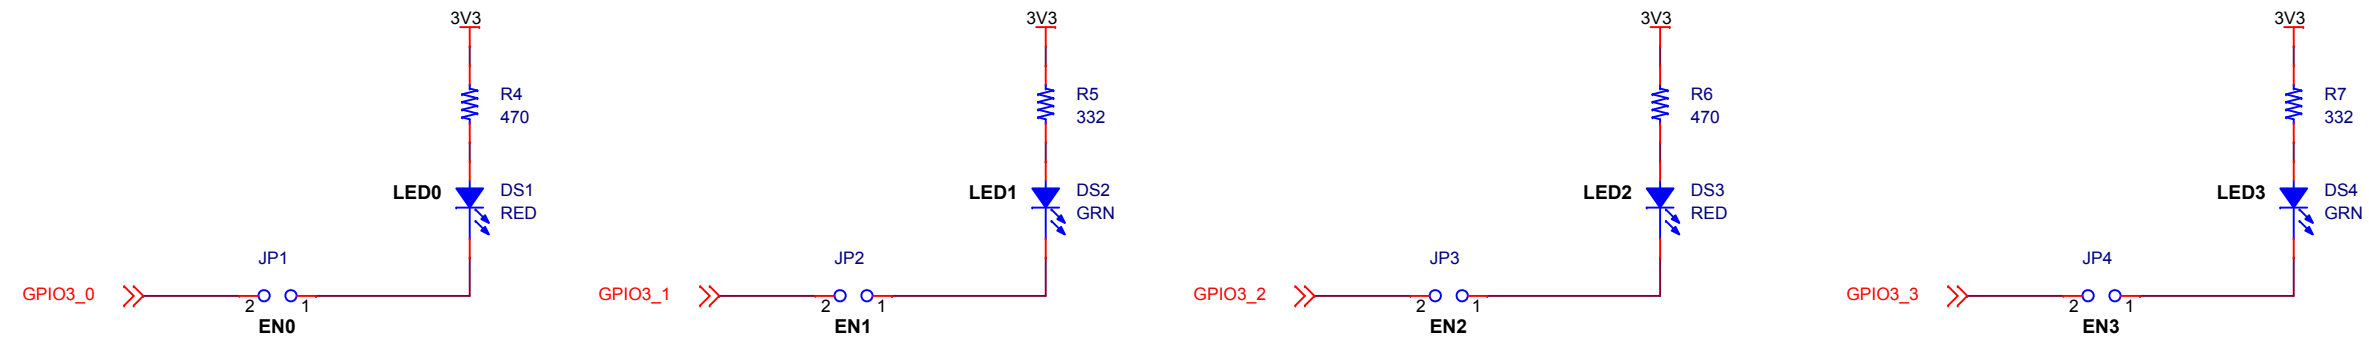 3V3
R4
470
LED0
DS1
RED
JP1
GPIO3_0
2
1
EN0
3V3
R5
332
LED1
DS2
GRN
JP2
GPIO3_1
2
1
EN1
3V3
R6
470
LED2
DS3
RED
JP3
GPIO3_2
2
1
EN2
3V3
R7
332
LED3
DS4
GRN
JP4
GPIO3_3
2
1
EN3